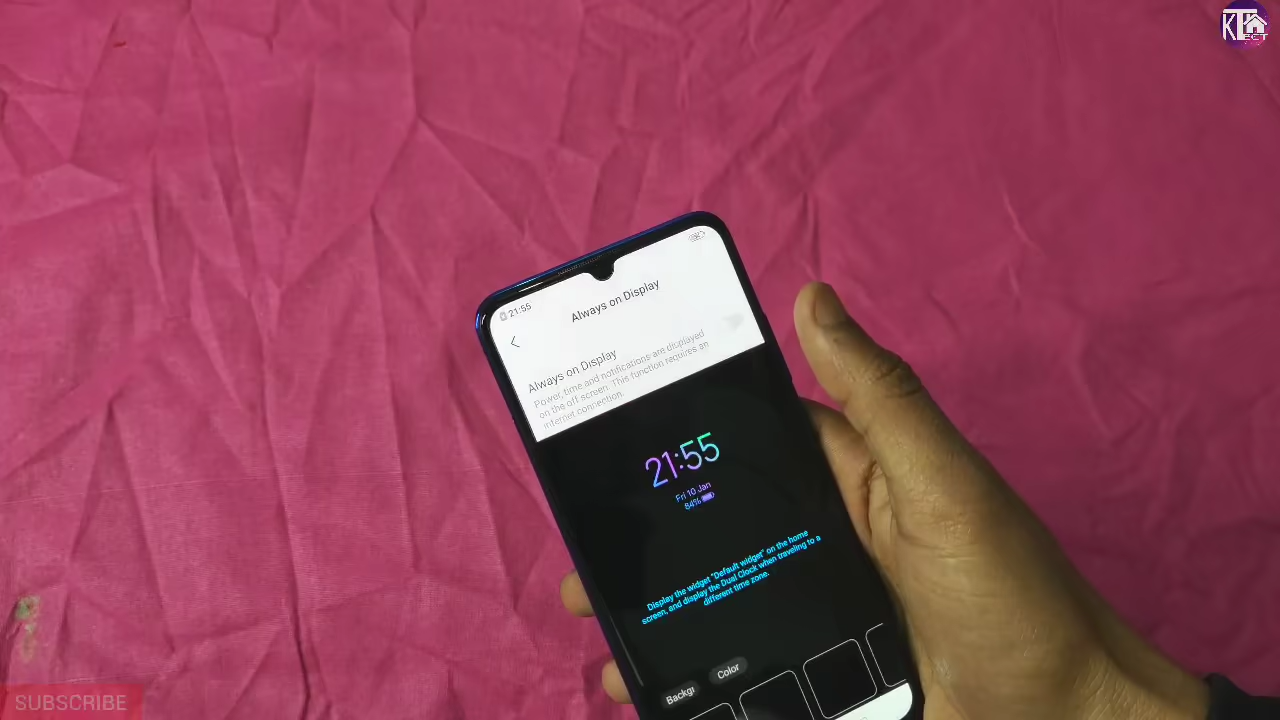 KTECT
21:55
Always on Display
Always on Display
Power, time and notifications are displayed
on the off screen. This function requires an
internet connection.
21:55
Fri 10 Jan
84%
Display the widget "Default widget" on the home
screen, and display the Dual Clock when traveling to a
different time zone.
Backgr
Color
SUBSCRIBE